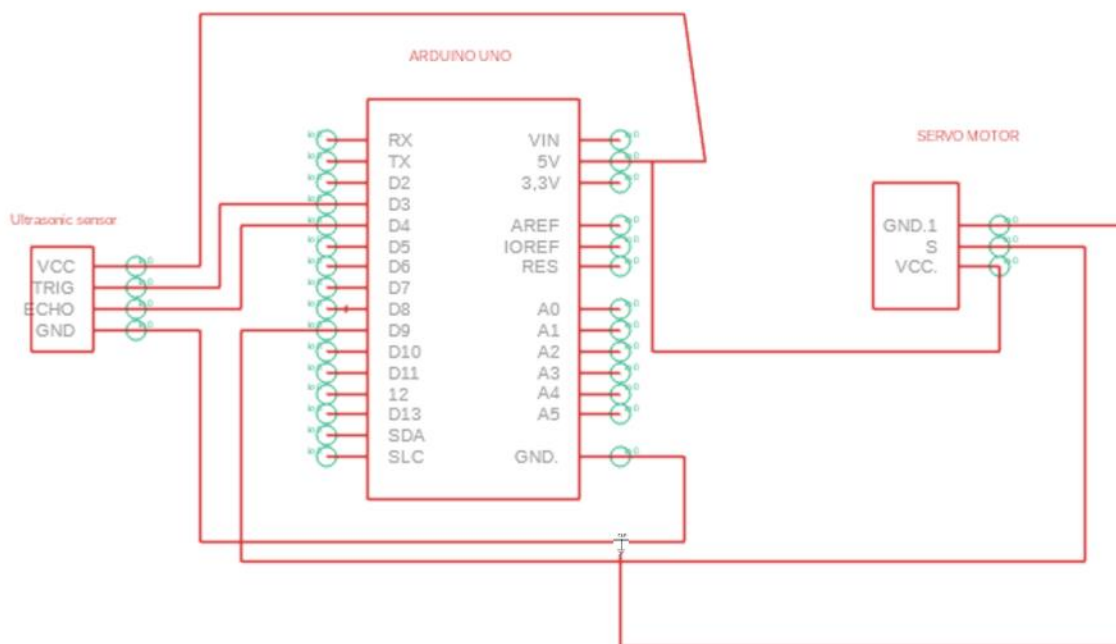 ARDUINO UNO
SERVO MOTOR
Ultrasonic sensor
VCC
TRIG
ECHO
GND
RX
TX
D2
D3
D4
D5
D6
D7
D8
D9
D10
D11
12
D13
SDA
SLC
VIN
5V
3,3V
AREF
IOREF
RES
A0
A1
A2
A3
A4
A5
GND.
GND.1
S
VCC.